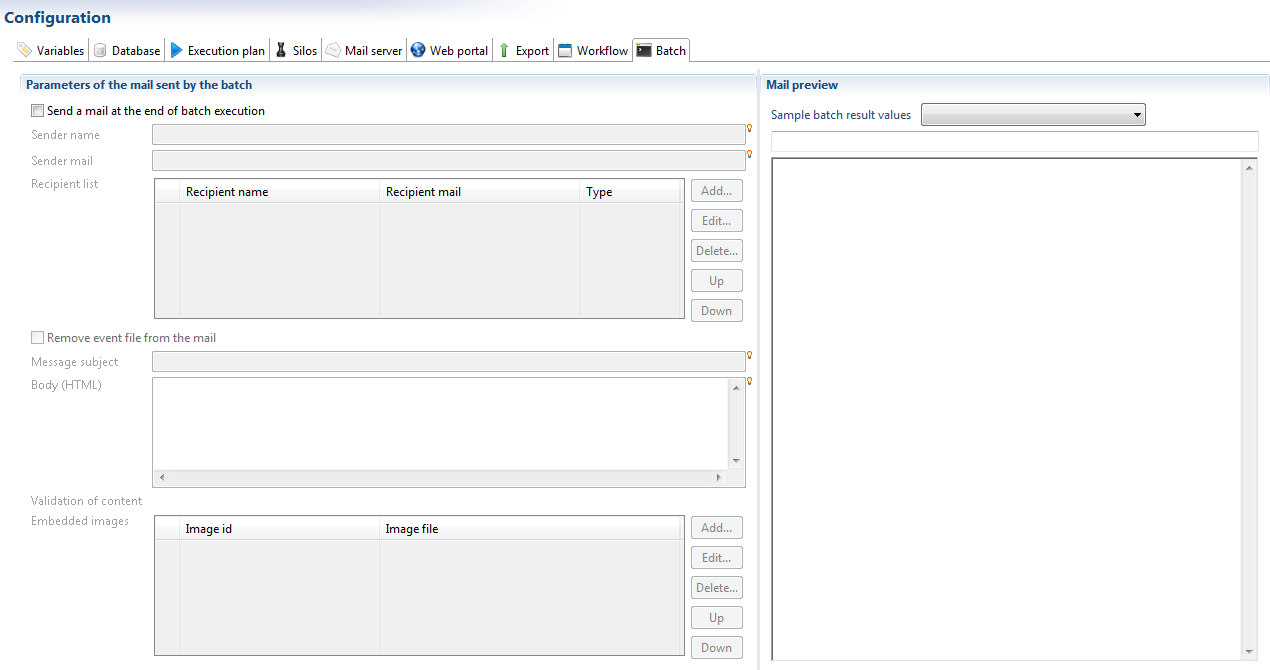 Configuration
Variables Database Execution plan Silos Mail server Web portal Export Workflow Batch
Parameters of the mail sent by the batch
Send a mail at the end of batch execution
Sender name
Sender mail
Recipient list
Recipient name Recipient mail Type
Add...
Edit...
Delete...
Up
Down
Remove event file from the mail
Message subject
Body (HTML)
Validation of content
Embedded images
Image id Image file
Add...
Edit...
Delete...
Up
Down
Mail preview
Sample batch result values